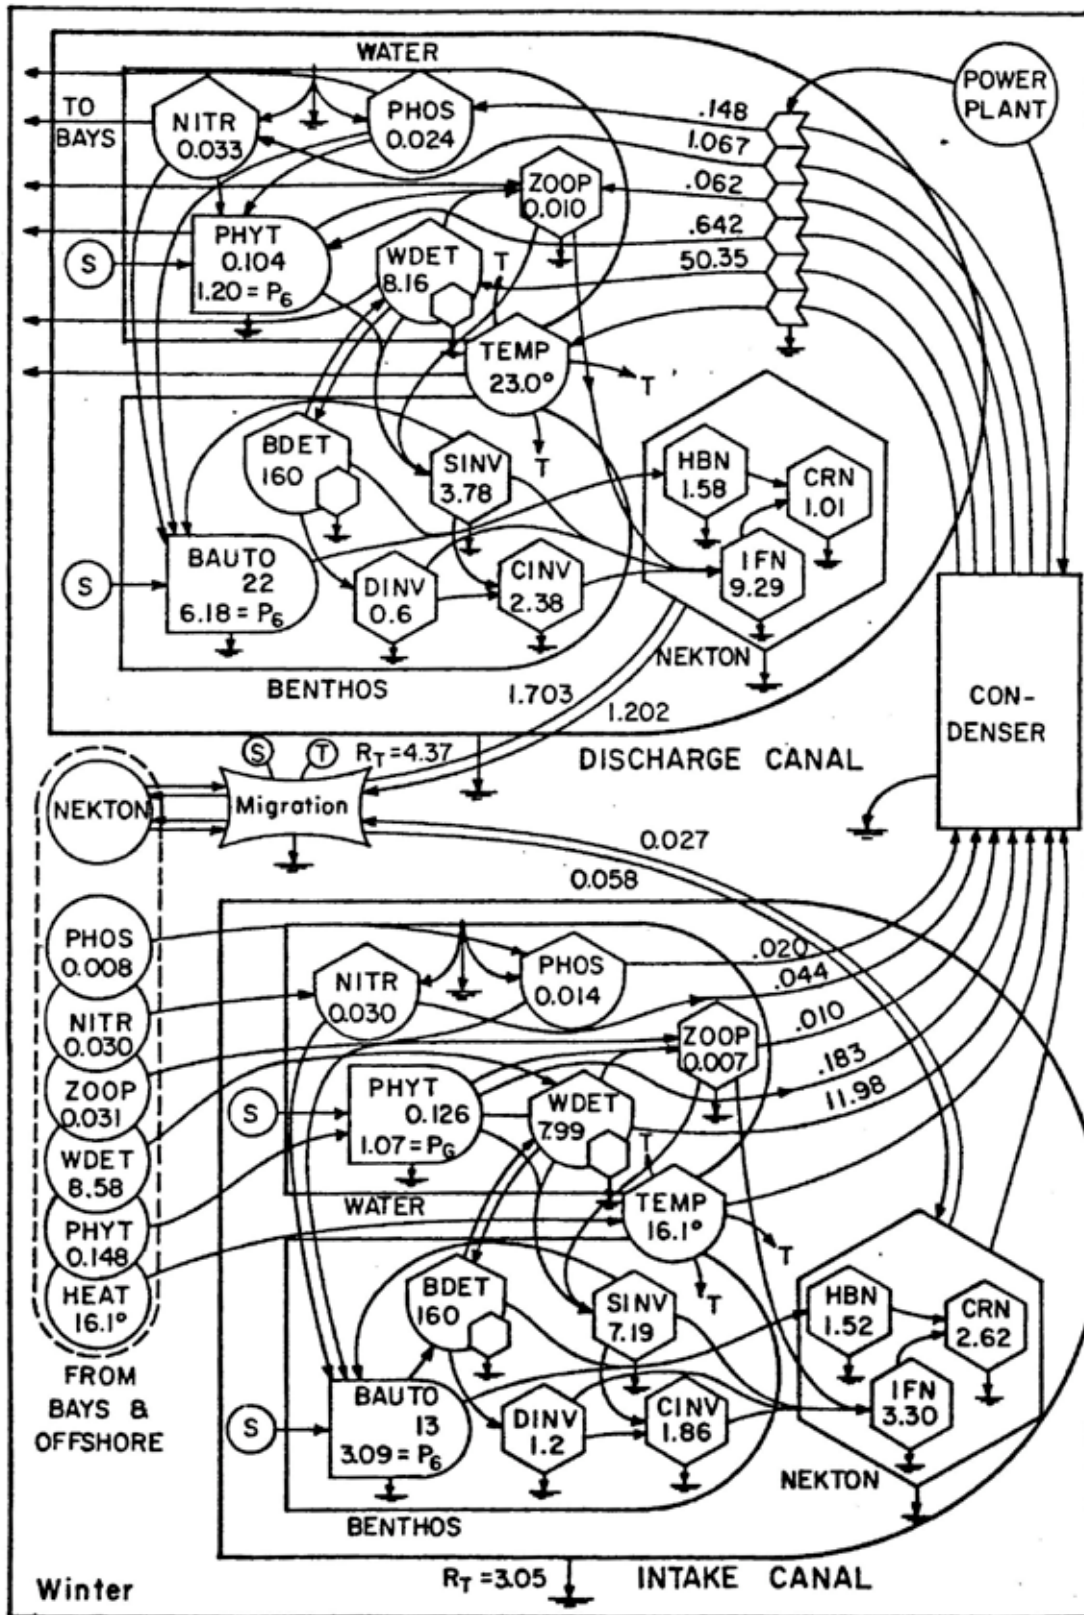 WATER
POWER
PLANT
TO
BAYS
NITR
0.033
PHOS
0.024
.148
1.067
.062
.642
50.35
ZOOP
0.010
S
PHYT
0.104
1.20 = P6
WDET
8.16
T
TEMP
23.0°
T
T
BDET
160
SINV
3.78
HBN
1.58
CRN
1.01
IFN
9.29
S
BAUTO
22
6.18 = P6
DINV
0.6
CINV
2.38
NEKTON
BENTHOS
1.703
1.202
CON-
DENSER
S
T
RT = 4.37
DISCHARGE CANAL
NEKTON
Migration
0.027
0.058
PHOS
0.008
NITR
0.030
ZOOP
0.031
WDET
8.58
PHYT
0.148
HEAT
16.1°
FROM
BAYS &
OFFSHORE
NITR
0.030
PHOS
0.014
.020
.044
.010
.183
11.98
ZOOP
0.007
S
PHYT
0.126
1.07 = PG
WDET
7.99
T
WATER
TEMP
16.1°
T
T
BDET
160
SINV
7.19
HBN
1.52
CRN
2.62
IFN
3.30
S
BAUTO
13
3.09 = P6
DINV
1.2
CINV
1.86
NEKTON
BENTHOS
RT = 3.05
INTAKE CANAL
Winter